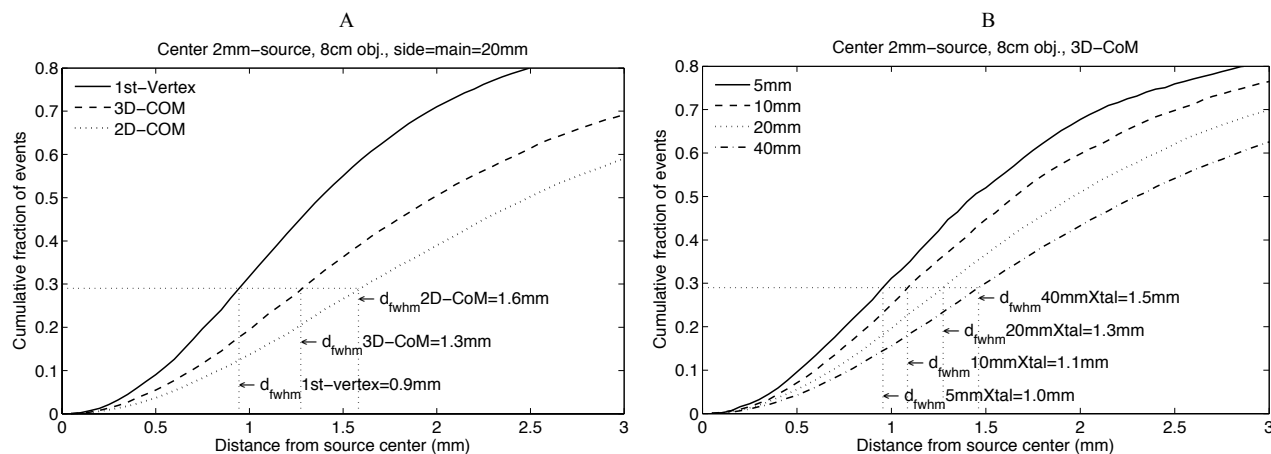 A
Center 2mm−source, 8cm obj., side=main=20mm
Cumulative fraction of events
0.8
0.7
0.6
0.5
0.4
0.3
0.2
0.1
0
1st−Vertex
3D−COM
2D−COM
d_fwhm 2D−CoM=1.6mm
d_fwhm 3D−CoM=1.3mm
d_fwhm 1st−vertex=0.9mm
0 0.5 1 1.5 2 2.5 3
Distance from source center (mm)
B
Center 2mm−source, 8cm obj., 3D−CoM
Cumulative fraction of events
0.8
0.7
0.6
0.5
0.4
0.3
0.2
0.1
0
5mm
10mm
20mm
40mm
d_fwhm 40mmXtal=1.5mm
d_fwhm 20mmXtal=1.3mm
d_fwhm 10mmXtal=1.1mm
d_fwhm 5mmXtal=1.0mm
0 0.5 1 1.5 2 2.5 3
Distance from source center (mm)